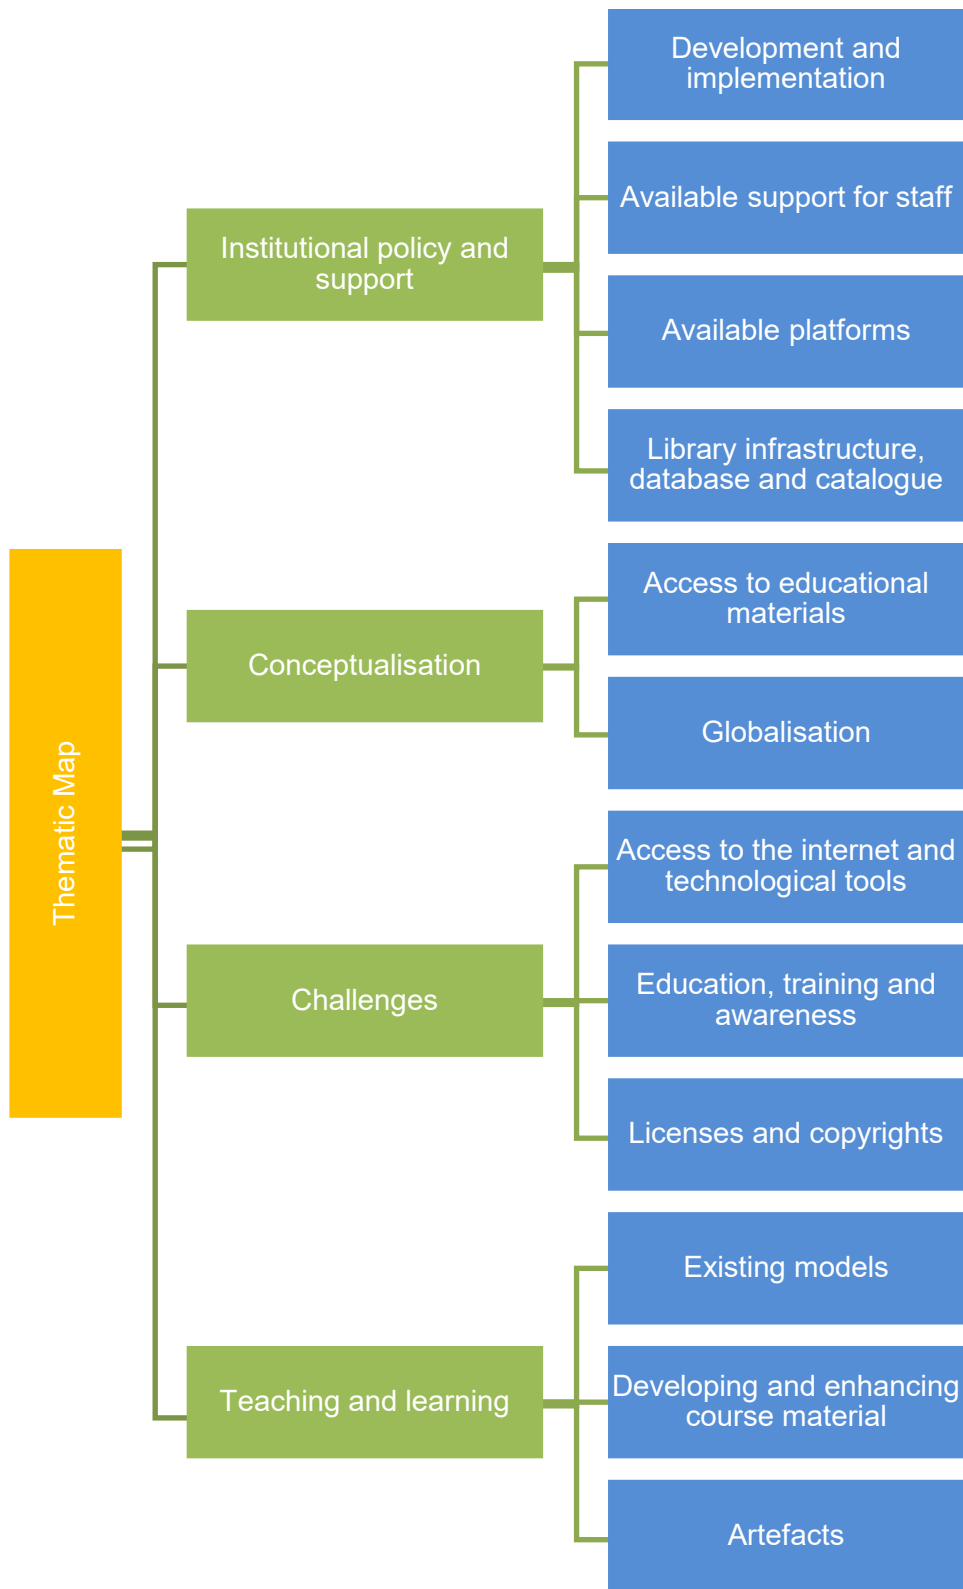 Thematic Map
Institutional policy and
support
Development and
implementation
Available support for staff
Available platforms
Library infrastructure,
database and catalogue
Conceptualisation
Access to educational
materials
Globalisation
Challenges
Access to the internet and
technological tools
Education, training and
awareness
Licenses and copyrights
Teaching and learning
Existing models
Developing and enhancing
course material
Artefacts